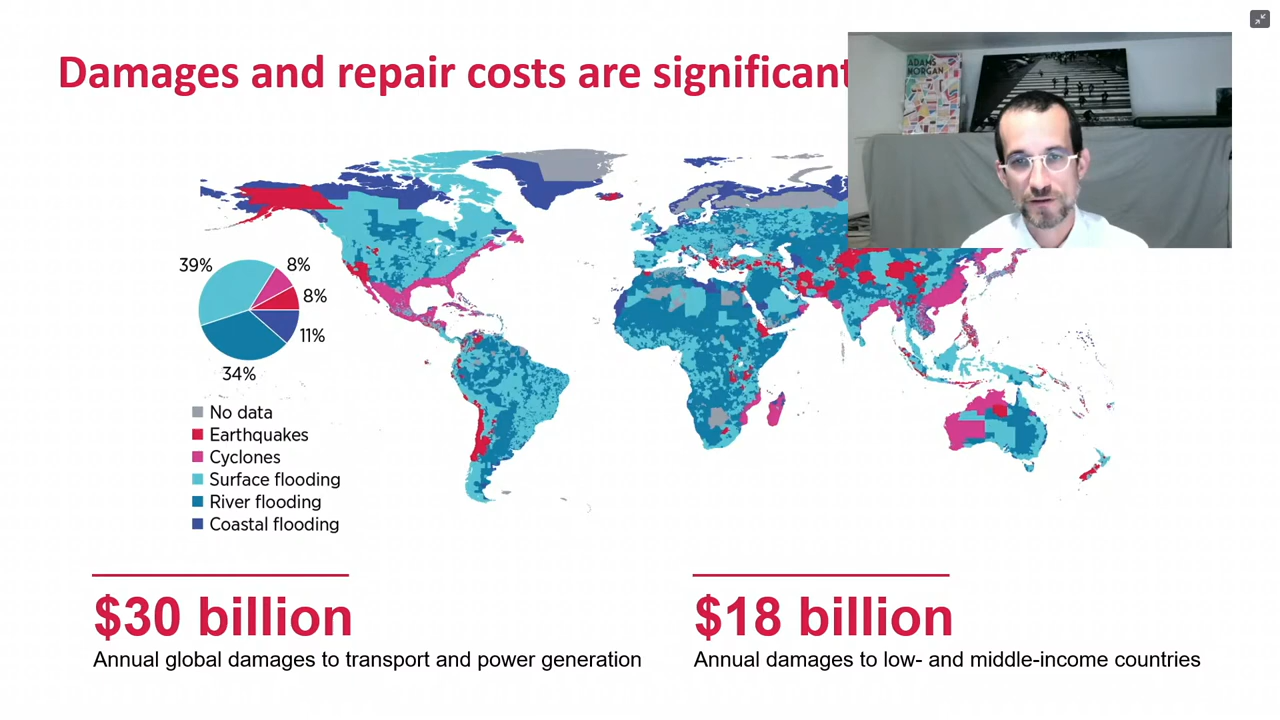 Damages and repair costs are significant
ADAMS
MORGAN
39%
8%
8%
11%
34%
No data
Earthquakes
Cyclones
Surface flooding
River flooding
Coastal flooding
$30 billion
Annual global damages to transport and power generation
$18 billion
Annual damages to low- and middle-income countries